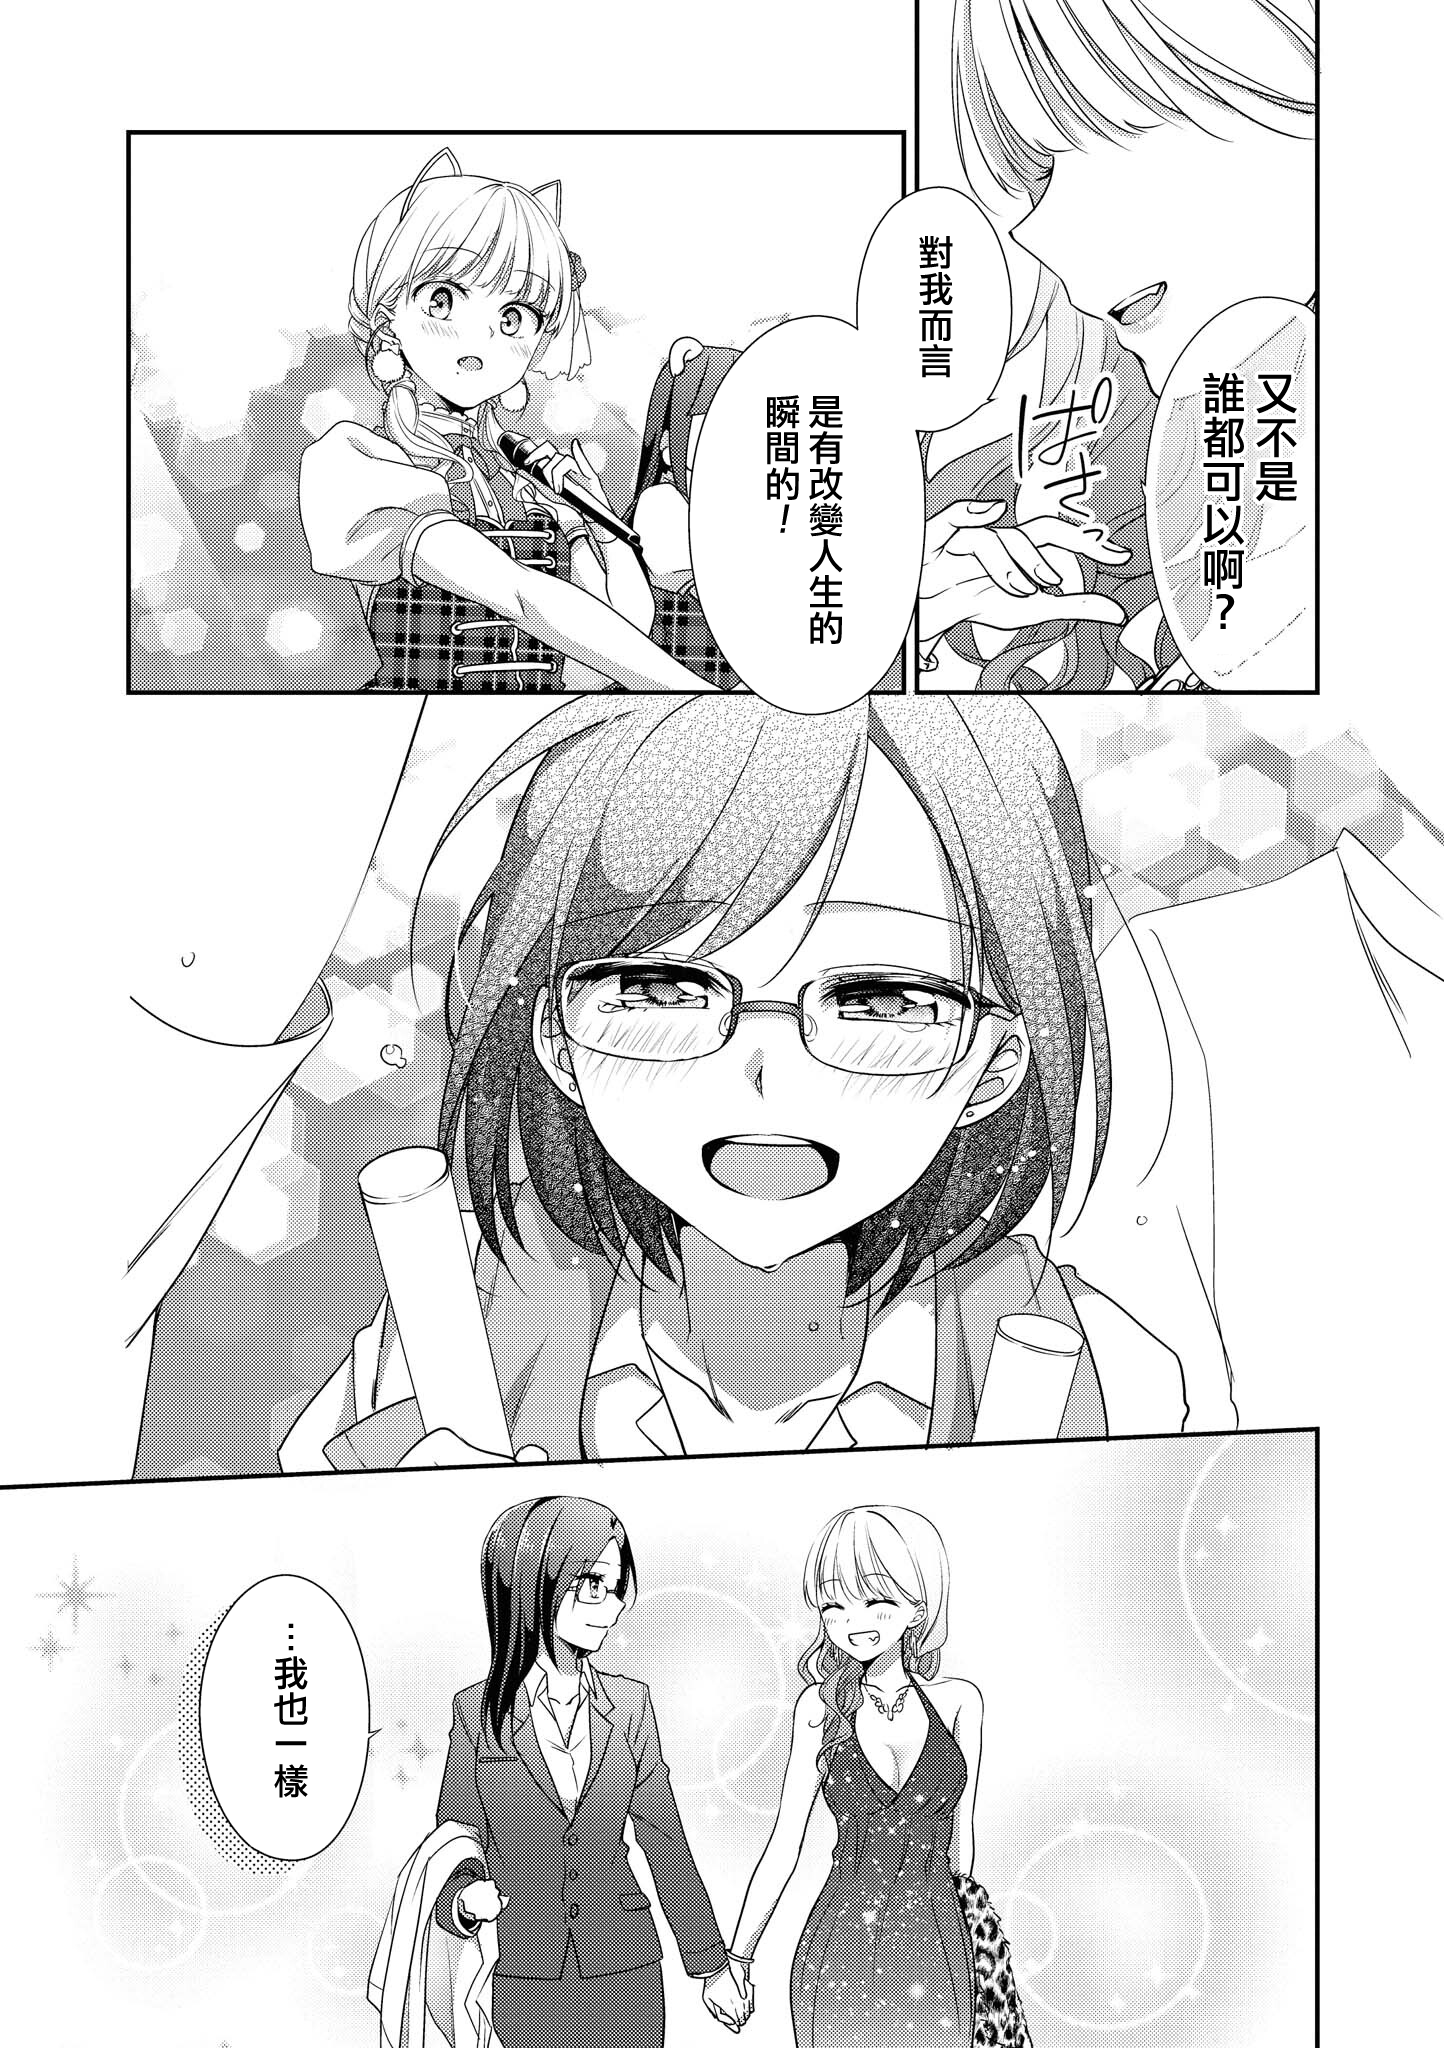 又不是
誰都可以啊?
ぱさっ
對我而言
是有改變人生的
瞬間的!
…我也一樣